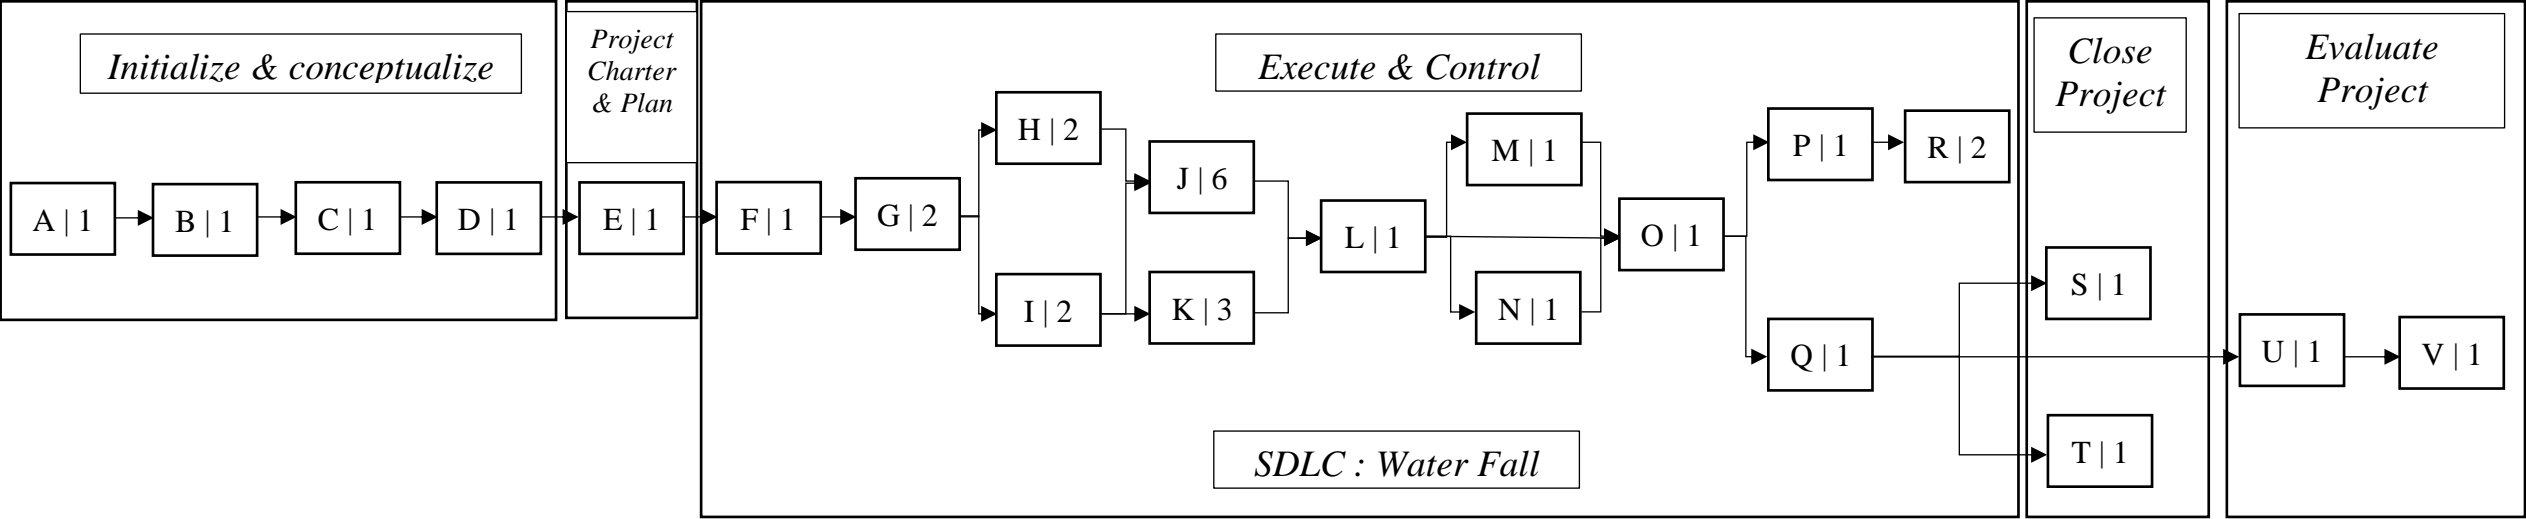 Initialize & conceptualize
Project
Charter
& Plan
Execute & Control
Close
Project
Evaluate
Project
A | 1
B | 1
C | 1
D | 1
E | 1
F | 1
G | 2
H | 2
I | 2
J | 6
K | 3
L | 1
M | 1
N | 1
O | 1
P | 1
R | 2
Q | 1
S | 1
T | 1
U | 1
V | 1
SDLC : Water Fall